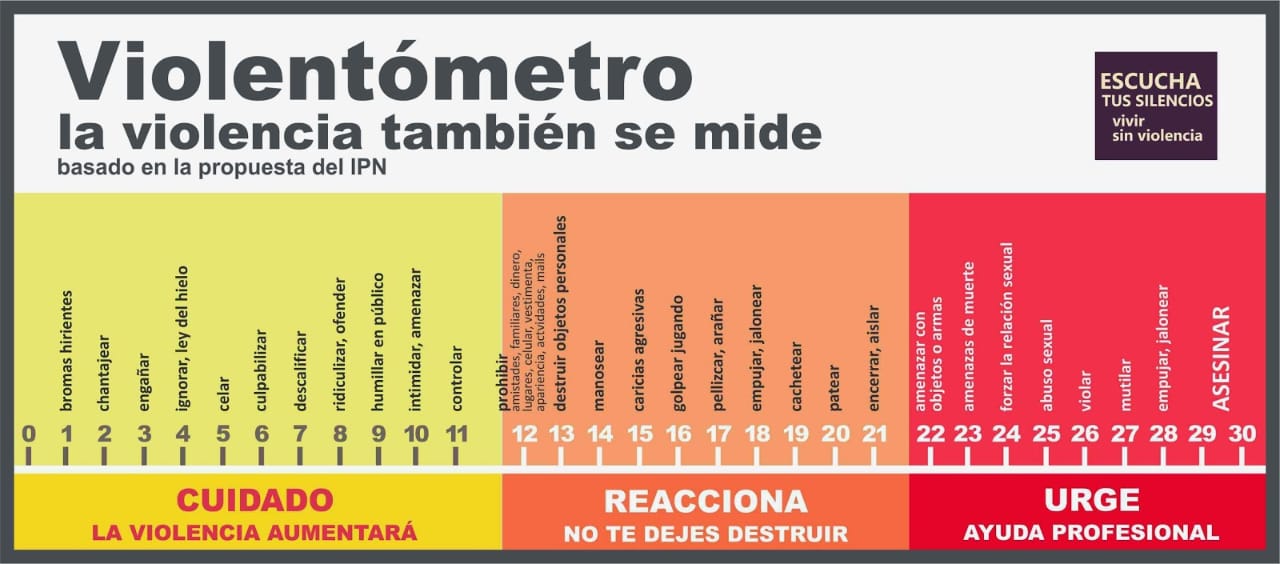 Violentómetro
la violencia también se mide
basado en la propuesta del IPN
ESCUCHA
TUS SILENCIOS
vivir
sin violencia
bromas hirientes
chantajear
engañar
ignorar, ley del hielo
celar
culpabilizar
descalificar
ridiculizar, ofender
humillar en público
intimidar, amenazar
controlar
prohibir
amistades, familiares, dinero,
lugares, celular, vestimenta,
apariencia, actvidades, mails
destruir objetos personales
manosear
caricias agresivas
golpear jugando
pellizcar, arañar
empujar, jalonear
cachetear
patear
encerrar, aislar
amenazar con
objetos o armas
amenazas de muerte
forzar la relación sexual
abuso sexual
violar
mutilar
empujar, jalonear
ASESINAR
0 1 2 3 4 5 6 7 8 9 10 11 12 13 14 15 16 17 18 19 20 21 22 23 24 25 26 27 28 29 30
CUIDADO
LA VIOLENCIA AUMENTARÁ
REACCIONA
NO TE DEJES DESTRUIR
URGE
AYUDA PROFESIONAL